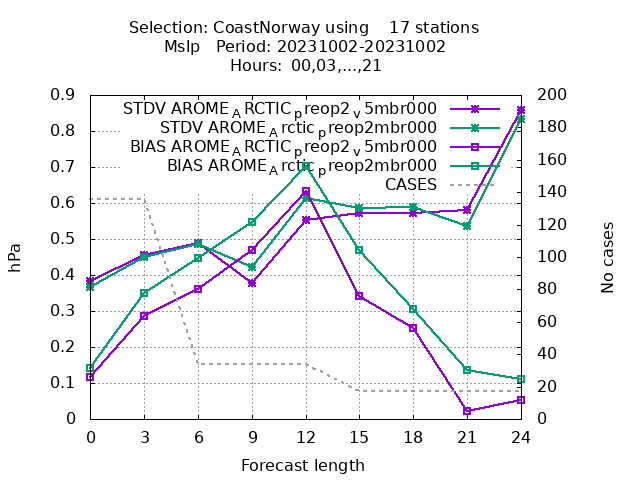 Selection: CoastNorway using    17 stations
Mslp   Period: 20231002-20231002
Hours:  00,03,...,21
0.9
0.8
0.7
0.6
0.5
0.4
0.3
0.2
0.1
0
hPa
STDV AROME_ARCTIC_preop2_v5mbr000
STDV AROME_Arctic_preop2mbr000
BIAS AROME_ARCTIC_preop2_v5mbr000
BIAS AROME_Arctic_preop2mbr000
CASES
200
180
160
140
120
100
80
60
40
20
0
No cases
0 3 6 9 12 15 18 21 24
Forecast length